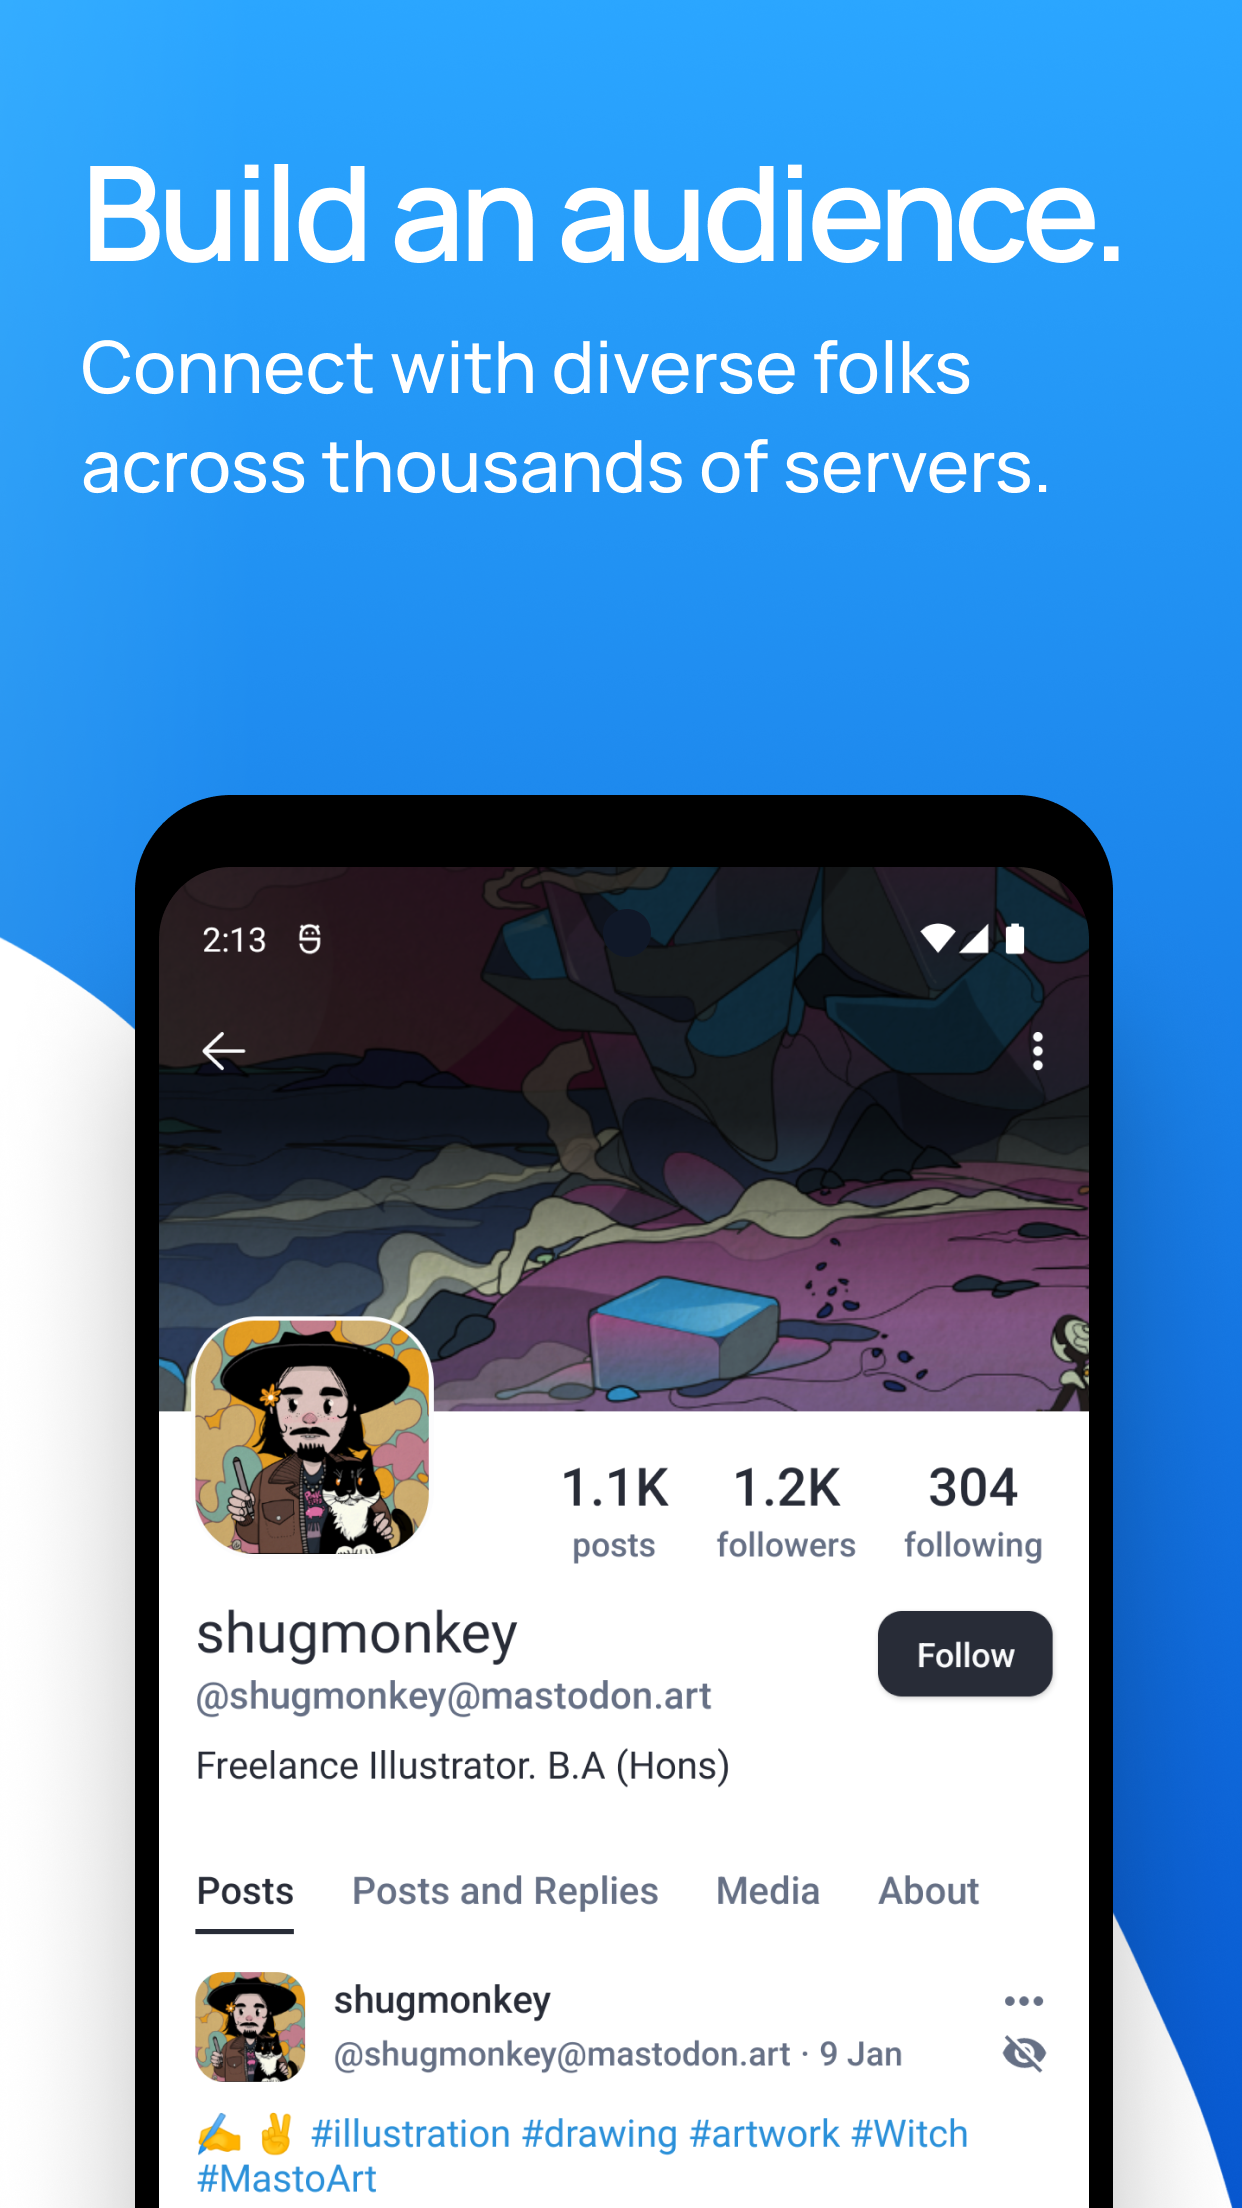 Build an audience.
Connect with diverse folks
across thousands of servers.
2:13
1.1K 1.2K 304
posts followers following
shugmonkey
Follow
@shugmonkey@mastodon.art
Freelance Illustrator. B.A (Hons)
Posts Posts and Replies Media About
shugmonkey
@shugmonkey@mastodon.art · 9 Jan
✍️ ✌️ #illustration #drawing #artwork #Witch
#MastoArt